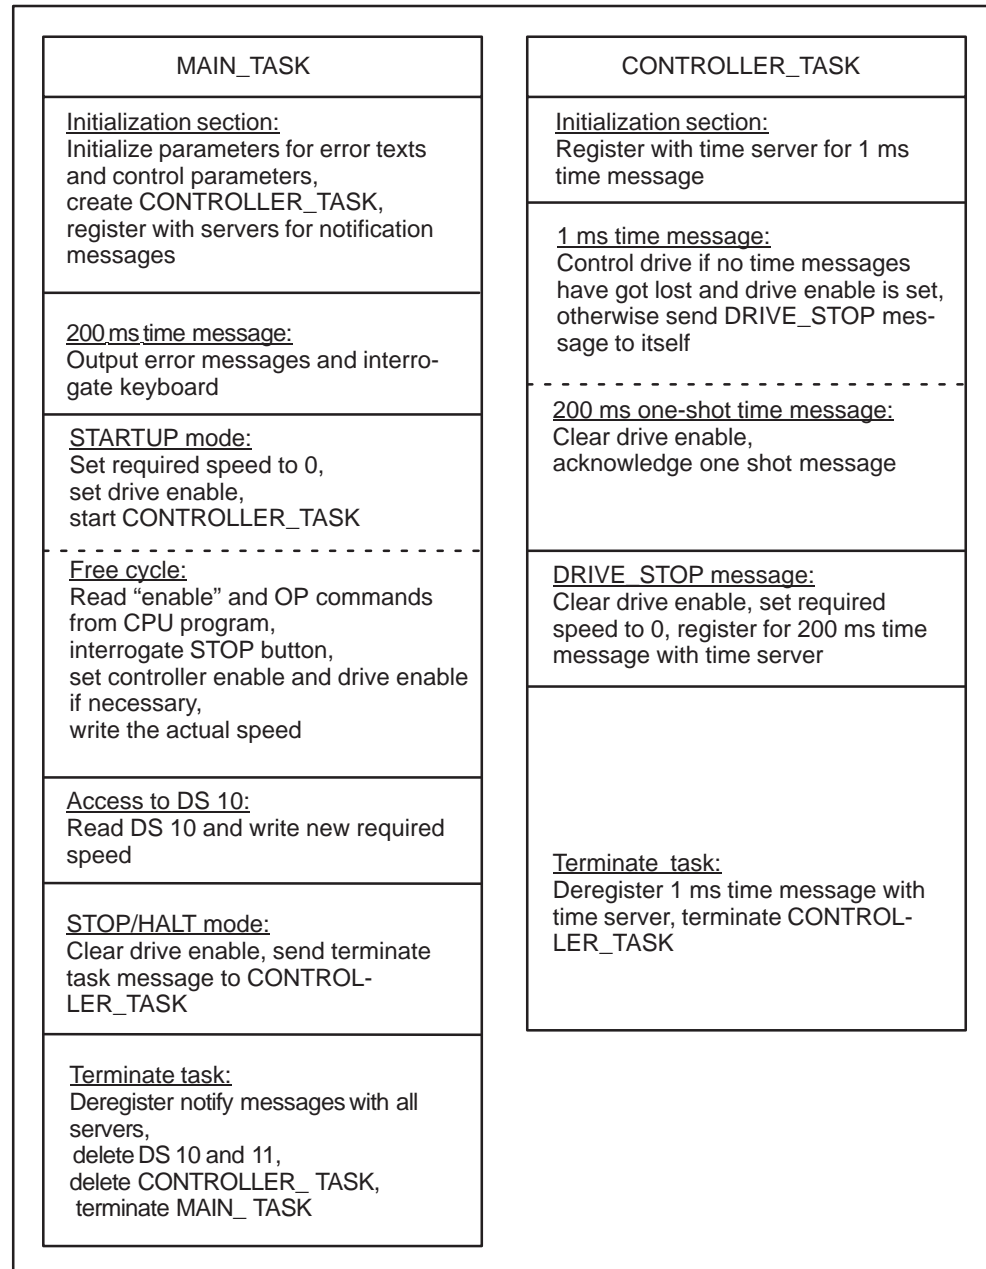 MAIN_TASK
Initialization section:
Initialize parameters for error texts
and control parameters,
create CONTROLLER_TASK,
register with servers for notification
messages
200 ms time message:
Output error messages and interro-
gate keyboard
STARTUP mode:
Set required speed to 0,
set drive enable,
start CONTROLLER_TASK
Free cycle:
Read “enable” and OP commands
from CPU program,
interrogate STOP button,
set controller enable and drive enable
if necessary,
write the actual speed
Access to DS 10:
Read DS 10 and write new required
speed
STOP/HALT mode:
Clear drive enable, send terminate
task message to CONTROL-
LER_TASK
Terminate task:
Deregister notify messages with all
servers,
delete DS 10 and 11,
delete CONTROLLER_ TASK,
terminate MAIN_ TASK
CONTROLLER_TASK
Initialization section:
Register with time server for 1 ms
time message
1 ms time message:
Control drive if no time messages
have got lost and drive enable is set,
otherwise send DRIVE_STOP mes-
sage to itself
200 ms one-shot time message:
Clear drive enable,
acknowledge one shot message
DRIVE_STOP message:
Clear drive enable, set required
speed to 0, register for 200 ms time
message with time server
Terminate task:
Deregister 1 ms time message with
time server, terminate CONTROL-
LER_TASK